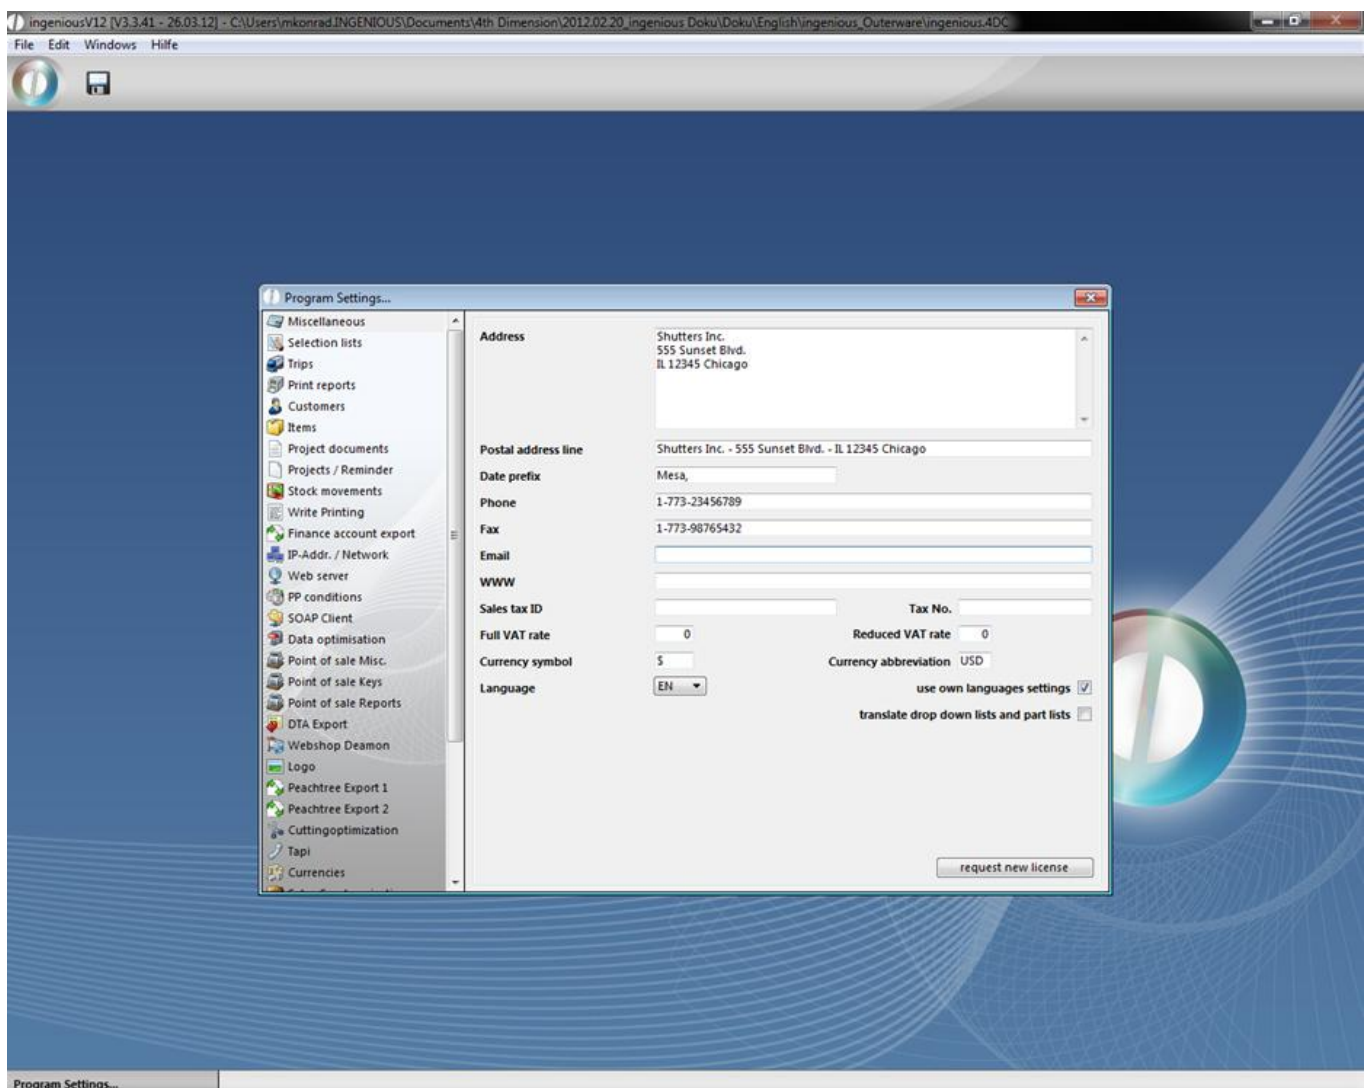 ingeniousV12 [V3.3.41 - 26.03.12] - C:\Users\mkonrad.INGENIOUS\Documents\4th Dimension\2012.02.20_ingenious Doku\Doku\English\ingenious_Outerware\ingenious.4DC
File Edit Windows Hilfe
Program Settings...
Miscellaneous
Selection lists
Trips
Print reports
Customers
Items
Project documents
Projects / Reminder
Stock movements
Write Printing
Finance account export
IP-Addr. / Network
Web server
PP conditions
SOAP Client
Data optimisation
Point of sale Misc.
Point of sale Keys
Point of sale Reports
DTA Export
Webshop Deamon
Logo
Peachtree Export 1
Peachtree Export 2
Cuttingoptimization
Tapi
Currencies
Address
Shutters Inc.
555 Sunset Blvd.
IL 12345 Chicago
Postal address line Shutters Inc. - 555 Sunset Blvd. - IL 12345 Chicago
Date prefix Mesa,
Phone 1-773-23456789
Fax 1-773-98765432
Email
WWW
Sales tax ID Tax No.
Full VAT rate 0 Reduced VAT rate 0
Currency symbol $ Currency abbreviation USD
Language EN use own languages settings
translate drop down lists and part lists
request new license
Program Settings...